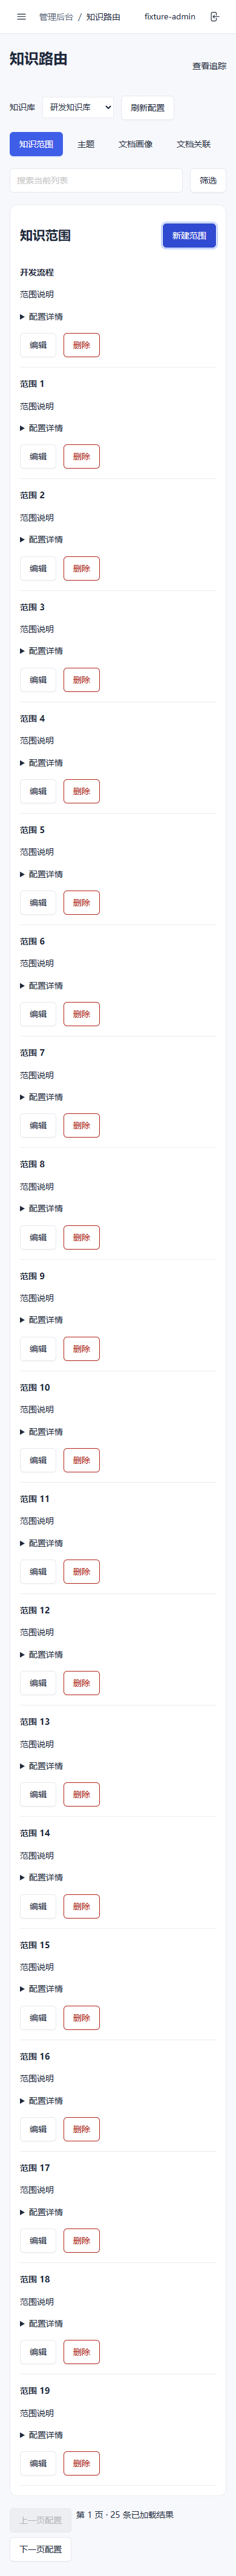 管理后台 / 知识路由 fixture-admin
知识路由
查看追踪
知识库 研发知识库 刷新配置
知识范围 主题 文档画像 文档关联
搜索当前列表 筛选
知识范围 新建范围
开发流程
范围说明
配置详情
编辑 删除
范围 1
范围说明
配置详情
编辑 删除
范围 2
范围说明
配置详情
编辑 删除
范围 3
范围说明
配置详情
编辑 删除
范围 4
范围说明
配置详情
编辑 删除
范围 5
范围说明
配置详情
编辑 删除
范围 6
范围说明
配置详情
编辑 删除
范围 7
范围说明
配置详情
编辑 删除
范围 8
范围说明
配置详情
编辑 删除
范围 9
范围说明
配置详情
编辑 删除
范围 10
范围说明
配置详情
编辑 删除
范围 11
范围说明
配置详情
编辑 删除
范围 12
范围说明
配置详情
编辑 删除
范围 13
范围说明
配置详情
编辑 删除
范围 14
范围说明
配置详情
编辑 删除
范围 15
范围说明
配置详情
编辑 删除
范围 16
范围说明
配置详情
编辑 删除
范围 17
范围说明
配置详情
编辑 删除
范围 18
范围说明
配置详情
编辑 删除
范围 19
范围说明
配置详情
编辑 删除
上一页配置 第 1 页 · 25 条已加载结果
下一页配置